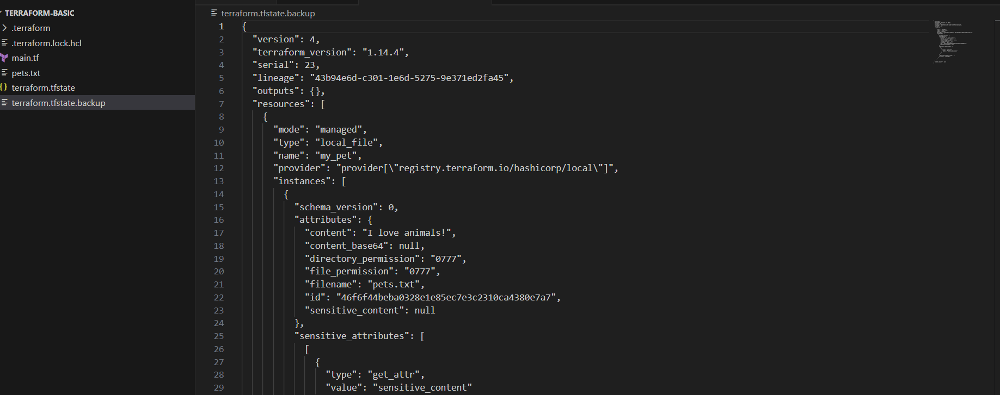 TERRAFORM-BASIC
.terraform
.terraform.lock.hcl
main.tf
pets.txt
terraform.tfstate
terraform.tfstate.backup
terraform.tfstate.backup
1 {
2 "version": 4,
3 "terraform_version": "1.14.4",
4 "serial": 23,
5 "lineage": "43b94e6d-c301-1e6d-5275-9e371ed2fa45",
6 "outputs": {},
7 "resources": [
8 {
9 "mode": "managed",
10 "type": "local_file",
11 "name": "my_pet",
12 "provider": "provider[\"registry.terraform.io/hashicorp/local\"]",
13 "instances": [
14 {
15 "schema_version": 0,
16 "attributes": {
17 "content": "I love animals!",
18 "content_base64": null,
19 "directory_permission": "0777",
20 "file_permission": "0777",
21 "filename": "pets.txt",
22 "id": "46f6f44beba0328e1e85ec7e3c2310ca4380e7a7",
23 "sensitive_content": null
24 },
25 "sensitive_attributes": [
26 [
27 {
28 "type": "get_attr",
29 "value": "sensitive_content"